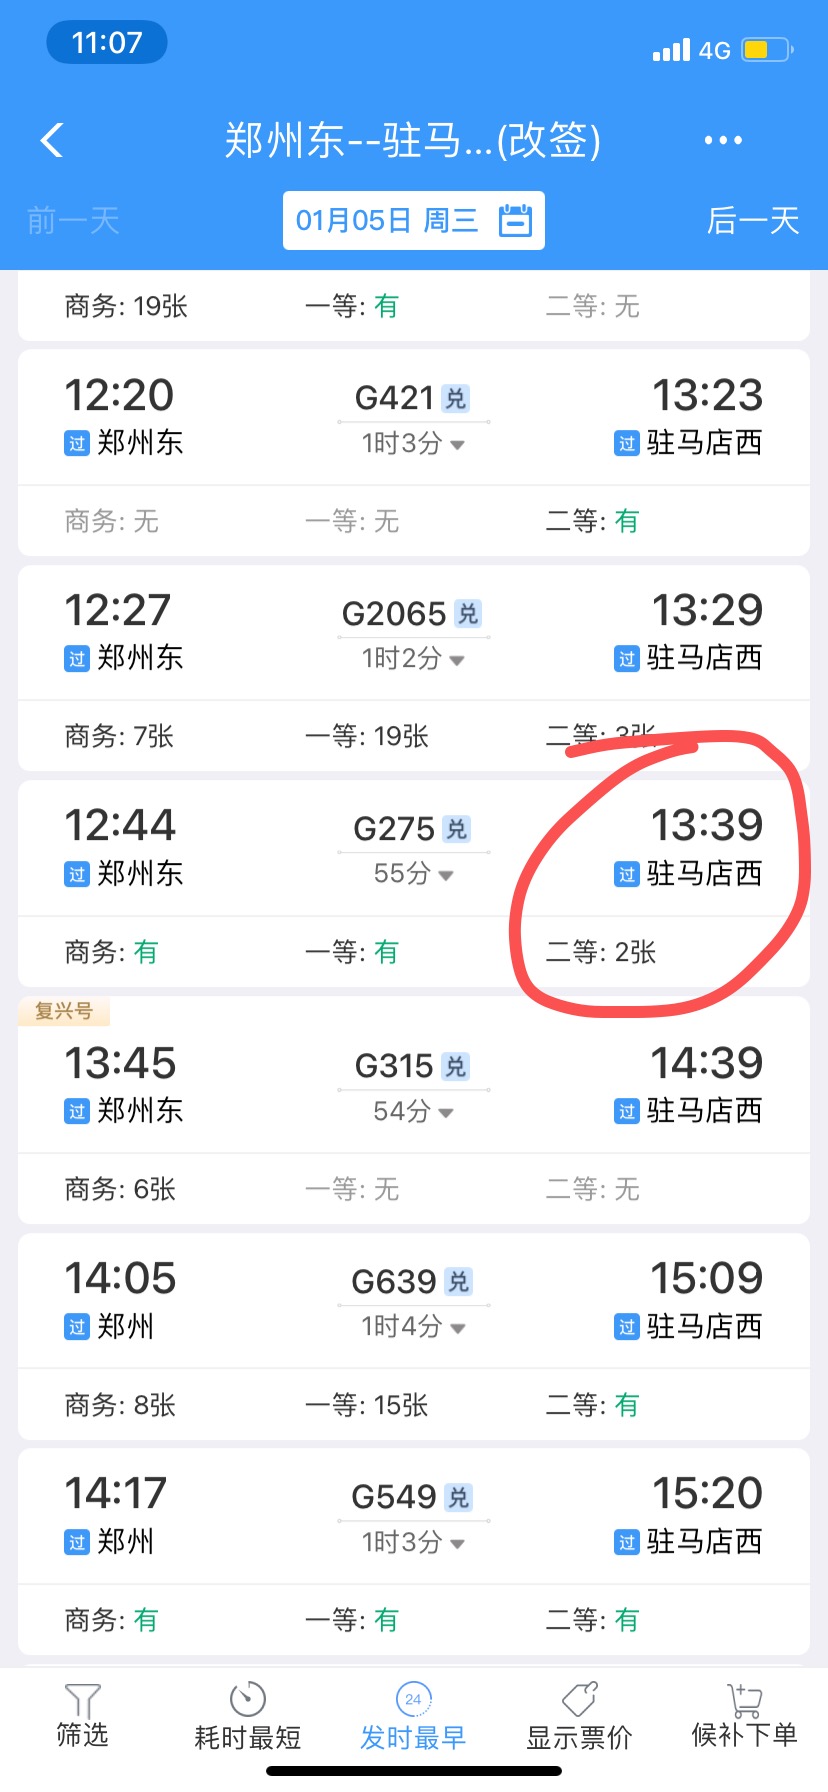 11:07
4G
郑州东--驻马...(改签)
前一天
01月05日 周三
后一天
商务: 19张 一等: 有 二等: 无
12:20 G421 兑 13:23
过 郑州东 1时3分 过 驻马店西
商务: 无 一等: 无 二等: 有
12:27 G2065 兑 13:29
过 郑州东 1时2分 过 驻马店西
商务: 7张 一等: 19张 二等: 3张
12:44 G275 兑 13:39
过 郑州东 55分 过 驻马店西
商务: 有 一等: 有 二等: 2张
复兴号
13:45 G315 兑 14:39
过 郑州东 54分 过 驻马店西
商务: 6张 一等: 无 二等: 无
14:05 G639 兑 15:09
过 郑州 1时4分 过 驻马店西
商务: 8张 一等: 15张 二等: 有
14:17 G549 兑 15:20
过 郑州 1时3分 过 驻马店西
商务: 有 一等: 有 二等: 有
24
筛选 耗时最短 发时最早 显示票价 候补下单